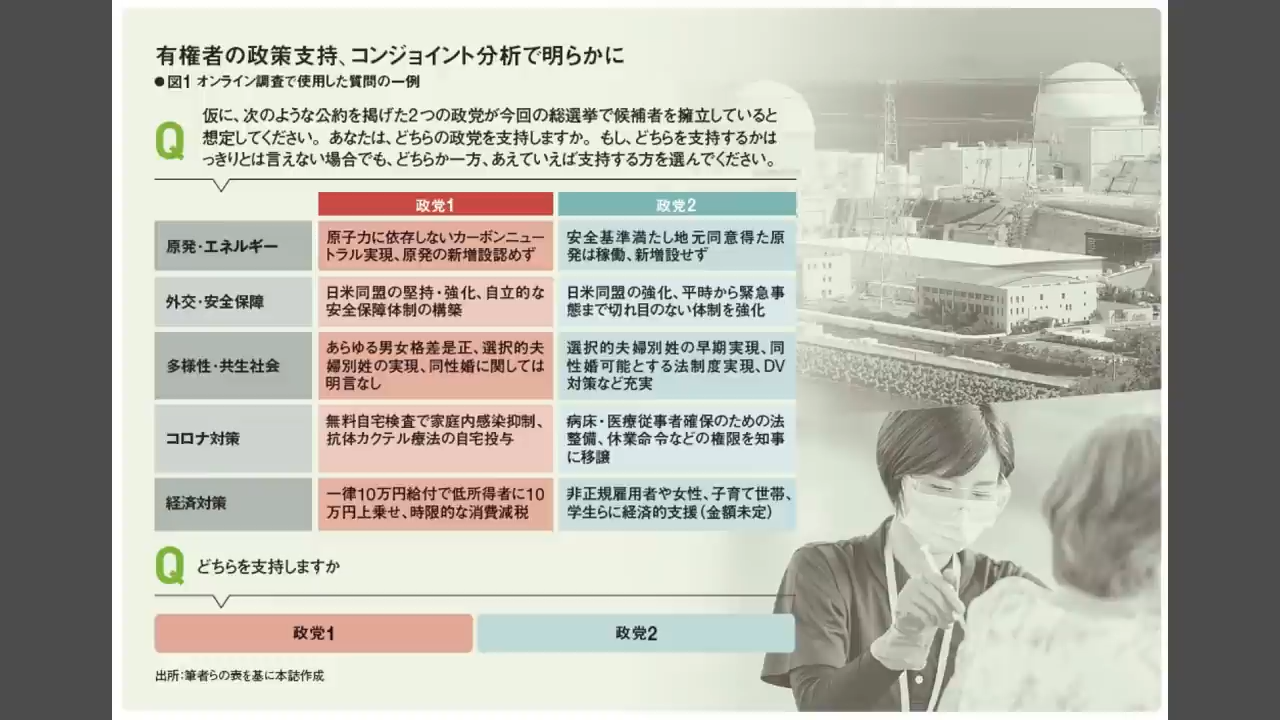 有権者の政策支持、コンジョイント分析で明らかに
●図1 オンライン調査で使用した質問の一例
Q
仮に、次のような公約を掲げた2つの政党が今回の総選挙で候補者を擁立していると
想定してください。あなたは、どちらの政党を支持しますか。もし、どちらを支持するかは
っきりとは言えない場合でも、どちらか一方、あえていえば支持する方を選んでください。
政党1
政党2
原発・エネルギー
原子力に依存しないカーボンニュー
トラル実現、原発の新増設認めず
安全基準満たし地元同意得た原
発は稼働、新増設せず
外交・安全保障
日米同盟の堅持・強化、自立的な
安全保障体制の構築
日米同盟の強化、平時から緊急事
態まで切れ目のない体制を強化
多様性・共生社会
あらゆる男女格差是正、選択的夫
婦別姓の実現、同性婚に関しては
明言なし
選択的夫婦別姓の早期実現、同
性婚可能とする法制度実現、DV
対策など充実
コロナ対策
無料自宅検査で家庭内感染抑制、
抗体カクテル療法の自宅投与
病床・医療従事者確保のための法
整備、休業命令などの権限を知事
に移譲
経済対策
一律10万円給付で低所得者に10
万円上乗せ、時限的な消費減税
非正規雇用者や女性、子育て世帯、
学生らに経済的支援(金額未定)
Q どちらを支持しますか
政党1
政党2
出所:筆者らの表を基に本誌作成